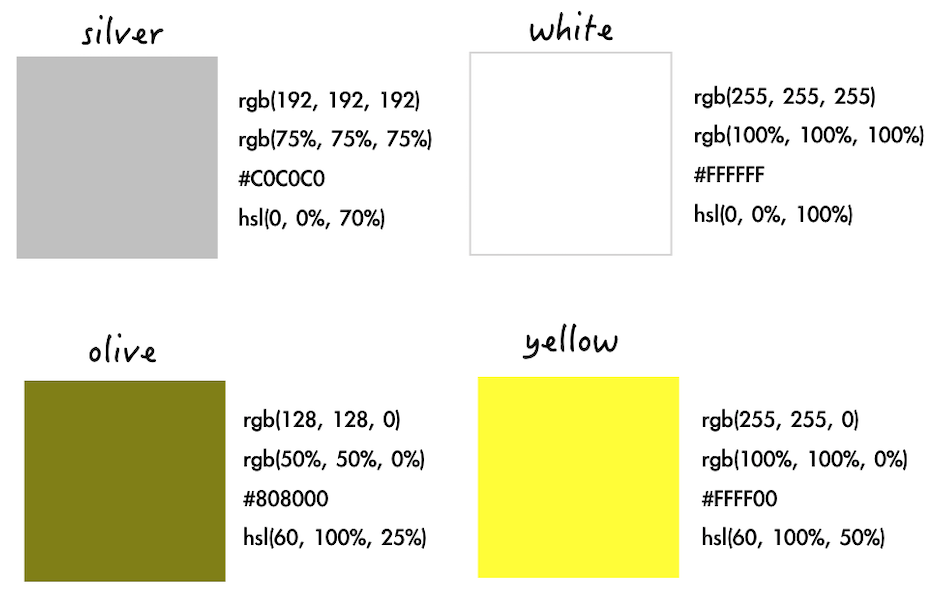 silver
rgb(192, 192, 192)
rgb(75%, 75%, 75%)
#C0C0C0
hsl(0, 0%, 70%)
white
rgb(255, 255, 255)
rgb(100%, 100%, 100%)
#FFFFFF
hsl(0, 0%, 100%)
olive
rgb(128, 128, 0)
rgb(50%, 50%, 0%)
#808000
hsl(60, 100%, 25%)
yellow
rgb(255, 255, 0)
rgb(100%, 100%, 0%)
#FFFF00
hsl(60, 100%, 50%)